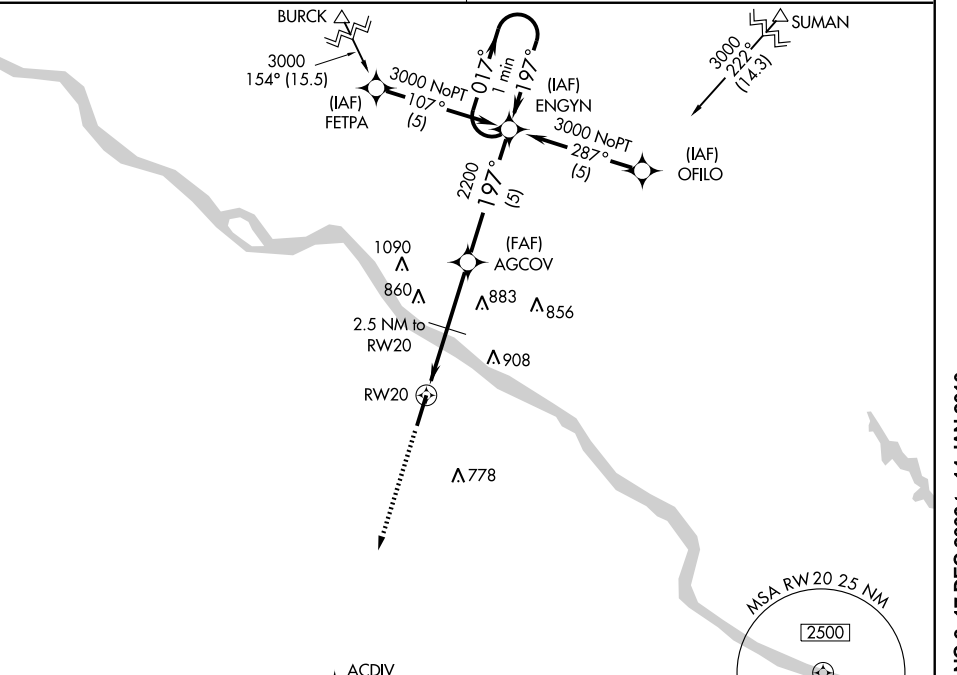 BURCK
SUMAN
3000
154° (15.5)
3000
222°
(14.3)
017°
1 min
197°
3000 NoPT
107°
(5)
(IAF)
FETPA
(IAF)
ENGYN
3000 NoPT
287°
(5)
(IAF)
OFILO
2200
197°
(5)
(FAF)
AGCOV
1090
860
883
856
2.5 NM to
RW20
908
RW20
778
MSA RW20 25 NM
2500
ACDIV